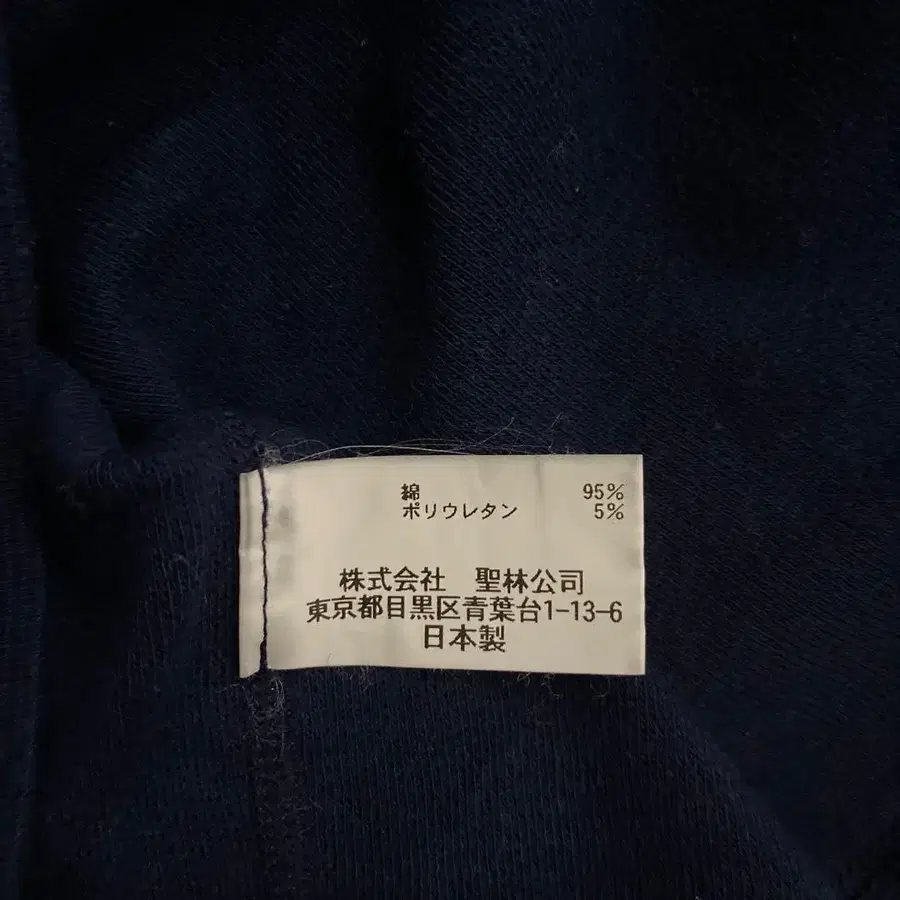 綿 95%
ポリウレタン 5%
株式会社 聖林公司
東京都目黒区青葉台1-13-6
日本製